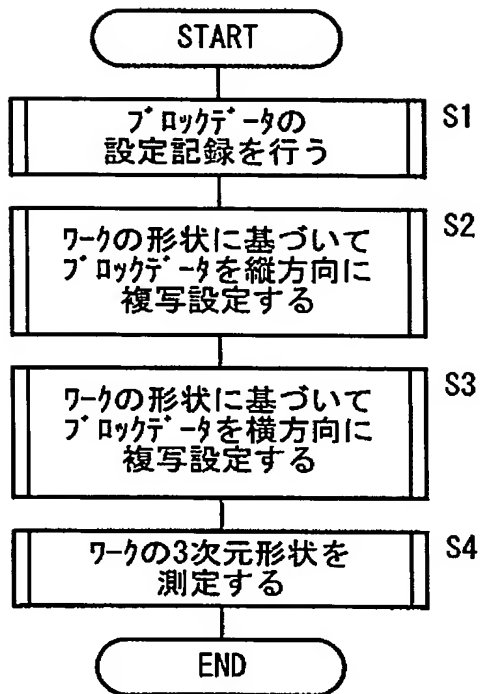 START
ブロックデータの
設定記録を行う
S1
ワークの形状に基づいて
ブロックデータを縦方向に
複写設定する
S2
ワークの形状に基づいて
ブロックデータを横方向に
複写設定する
S3
ワークの3次元形状を
測定する
S4
END